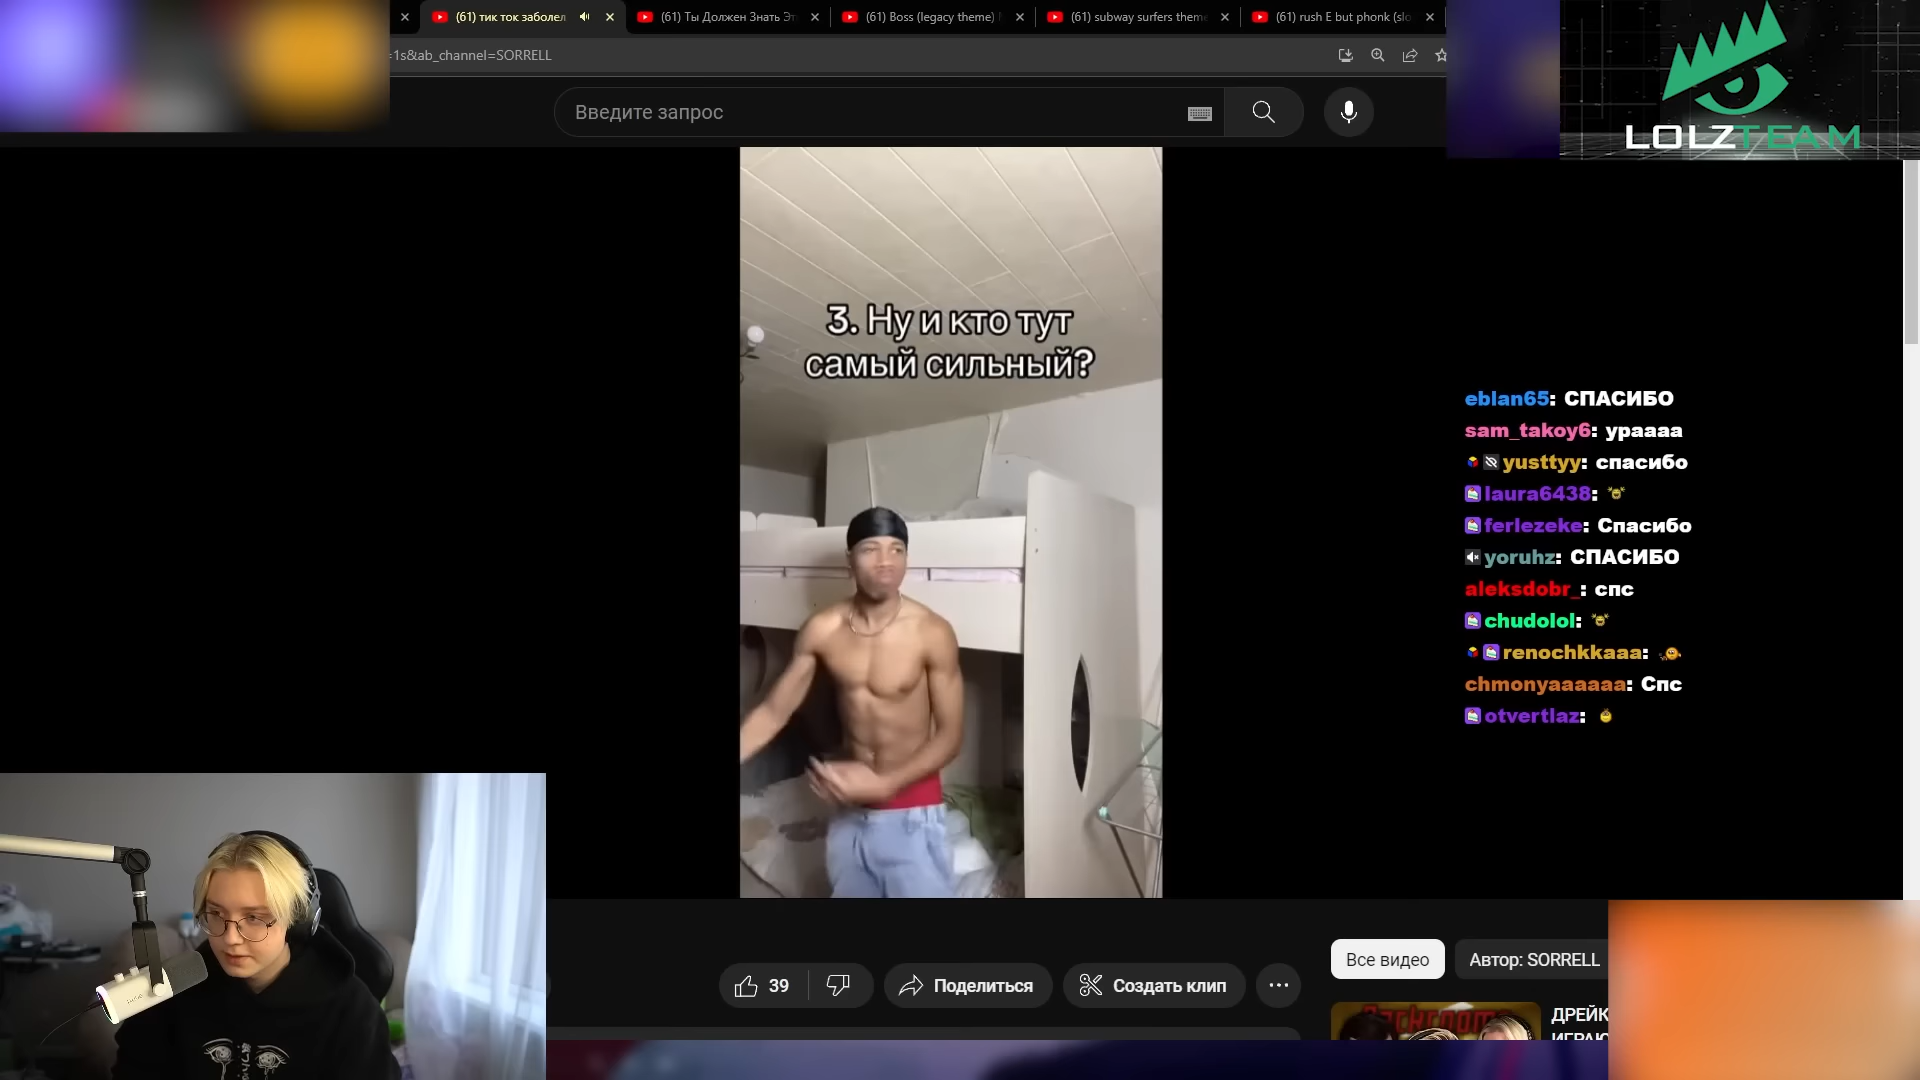 (61) тик ток заболел
(61) Ты Должен Знать Эт
(61) Boss (legacy theme)
(61) subway surfers theme
(61) rush E but phonk (slo
=1s&ab_channel=SORRELL
Введите запрос
LOLZTEAM
3. Ну и кто тут
самый сильный?
eblan65: СПАСИБО
sam_takoy6: ураааа
yusttyy: спасибо
laura6438:
ferlezeke: Спасибо
yoruhz: СПАСИБО
aleksdobr_: спс
chudolol:
renochkkaaa:
chmonyaaaaaa: Спс
otvertlaz:
39
Поделиться
Создать клип
Все видео
Автор: SORRELL
ДРЕЙК
ИГРАЮ